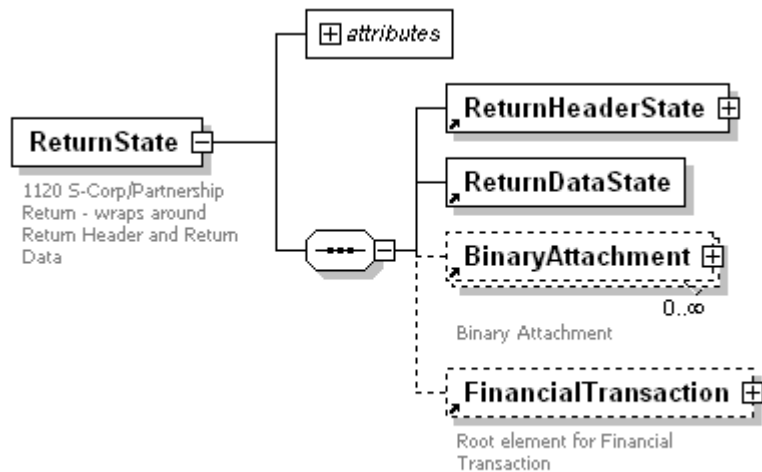 attributes
ReturnHeaderState
ReturnState
1120 S-Corp/Partnership
Return - wraps around
Return Header and Return
Data
ReturnDataState
BinaryAttachment
0..∞
Binary Attachment
FinancialTransaction
Root element for Financial
Transaction